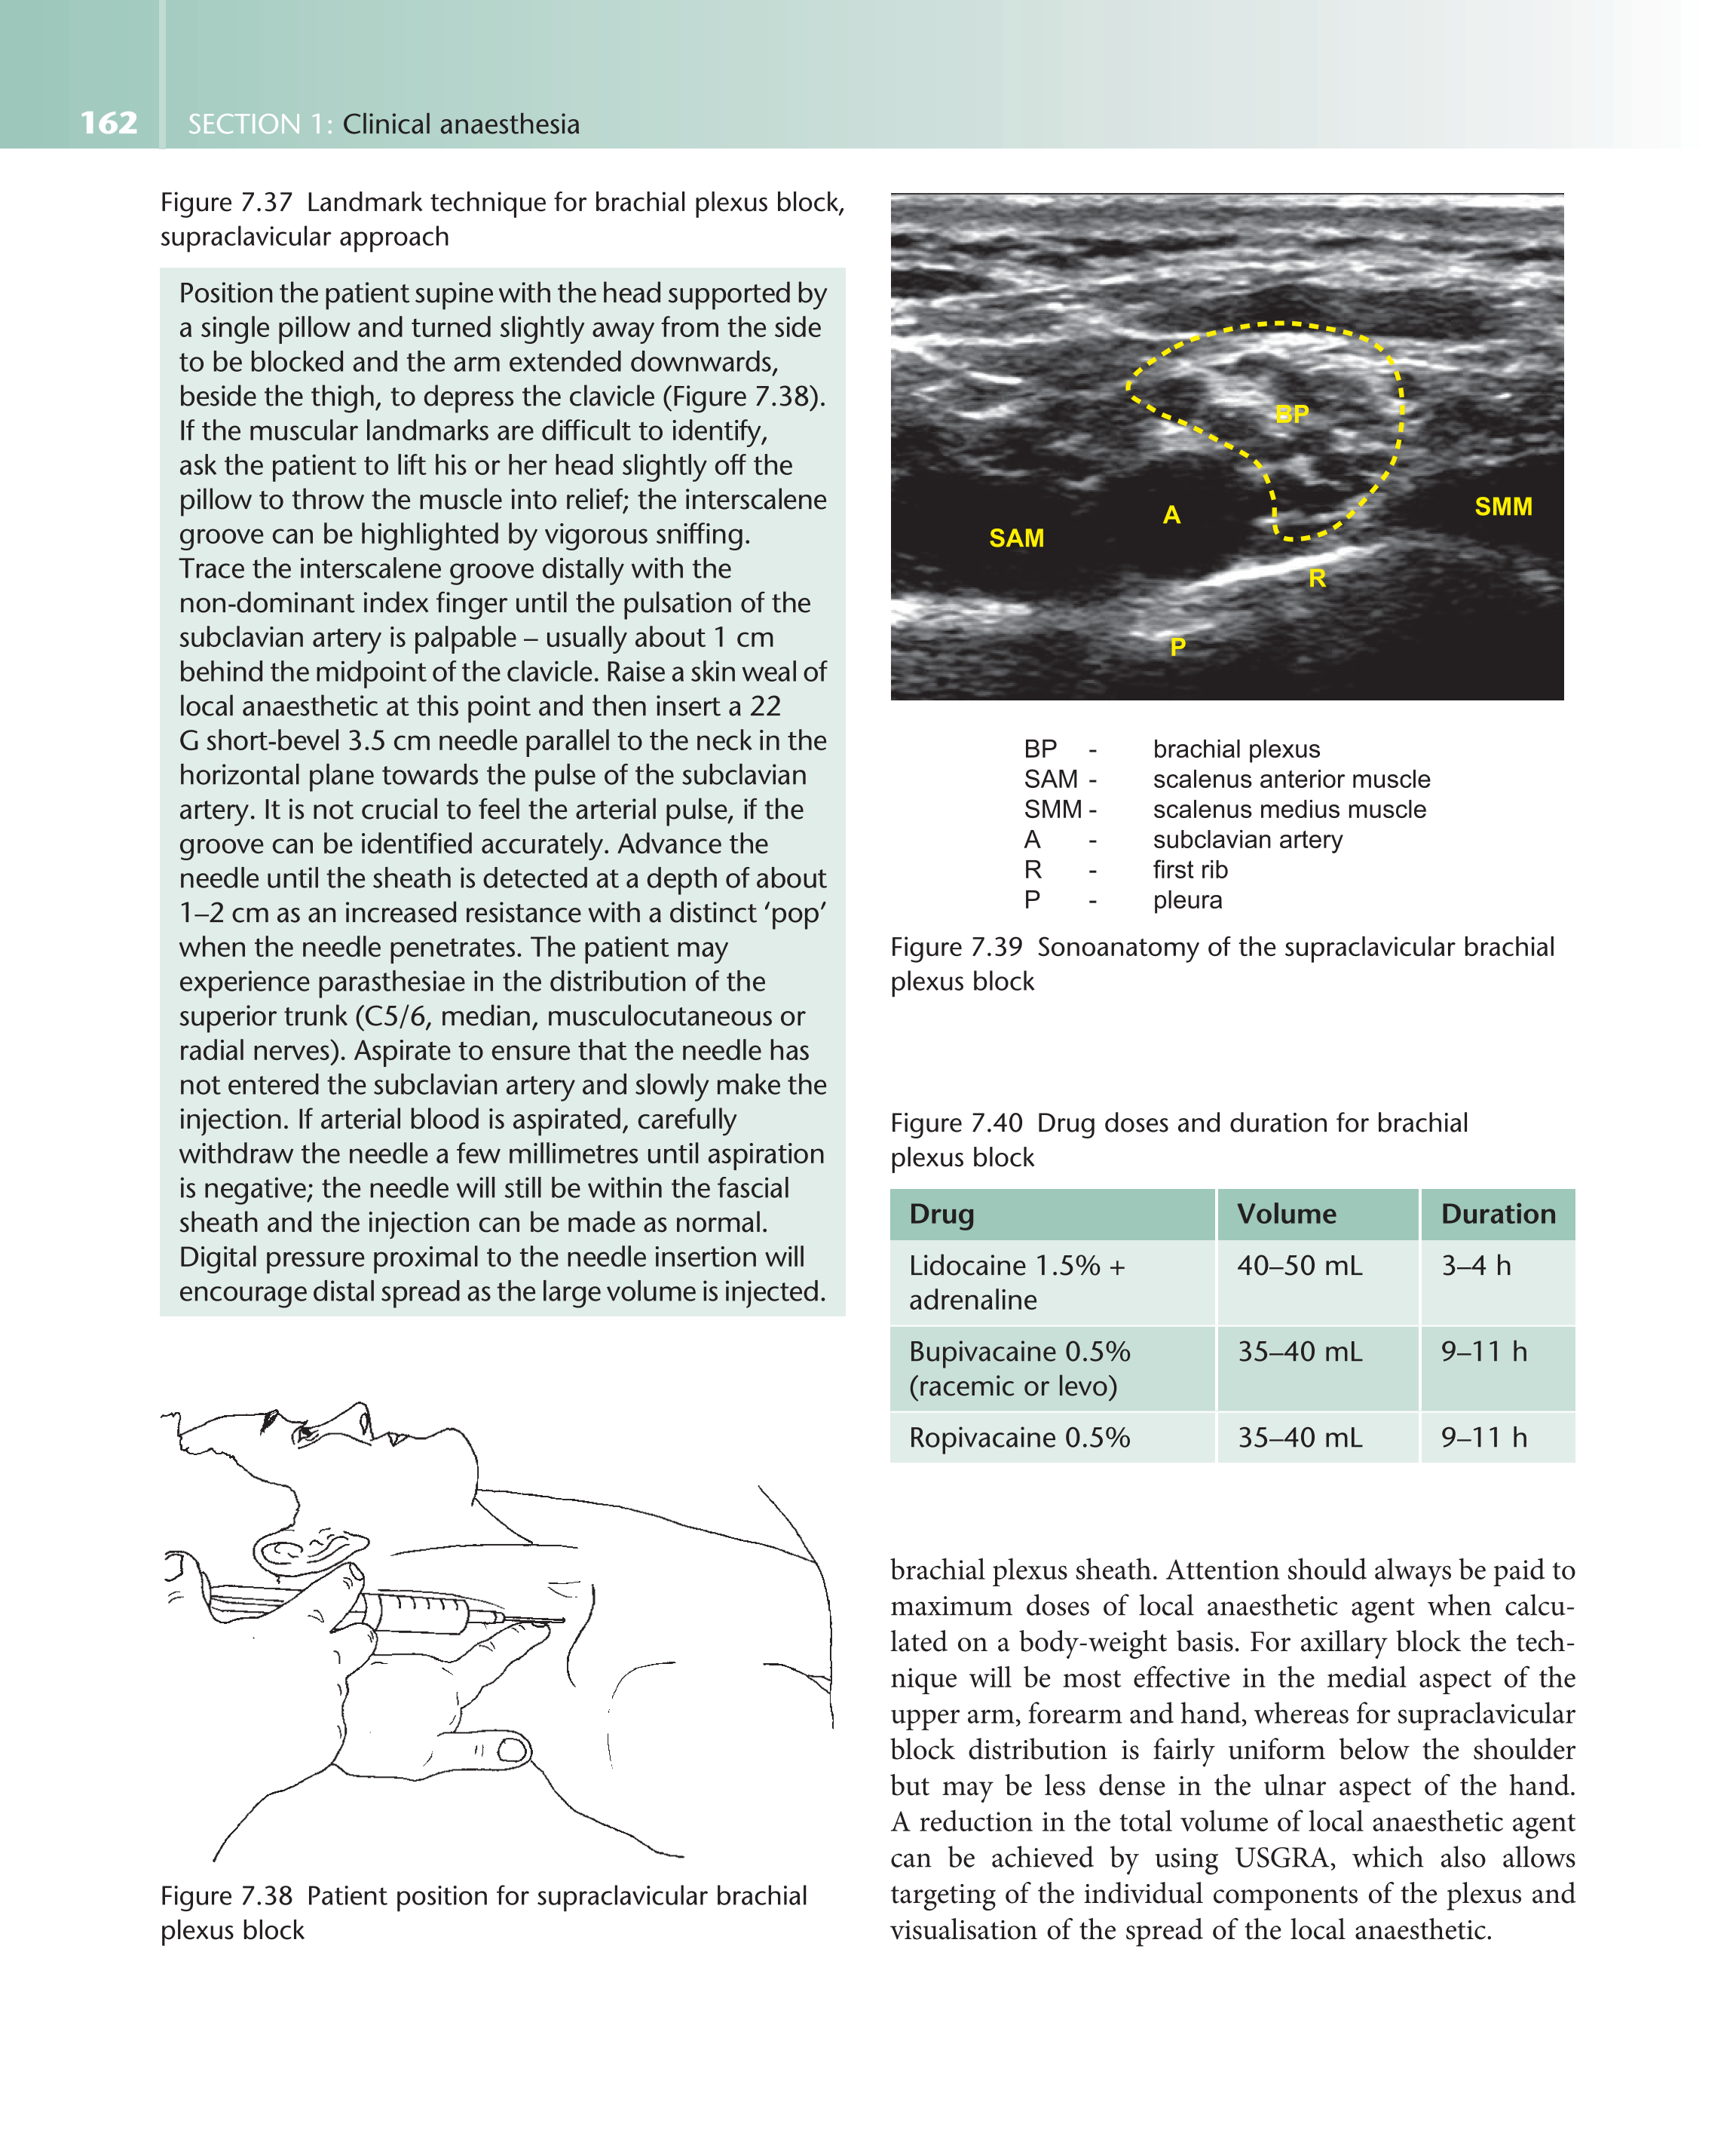 162 SECTION 1: Clinical anaesthesia
Figure 7.37 Landmark technique for brachial plexus block,
supraclavicular approach
Position the patient supine with the head supported by
a single pillow and turned slightly away from the side
to be blocked and the arm extended downwards,
beside the thigh, to depress the clavicle (Figure 7.38).
If the muscular landmarks are difficult to identify,
ask the patient to lift his or her head slightly off the
pillow to throw the muscle into relief; the interscalene
groove can be highlighted by vigorous sniffing.
Trace the interscalene groove distally with the
non-dominant index finger until the pulsation of the
subclavian artery is palpable – usually about 1 cm
behind the midpoint of the clavicle. Raise a skin weal of
local anaesthetic at this point and then insert a 22
G short-bevel 3.5 cm needle parallel to the neck in the
horizontal plane towards the pulse of the subclavian
artery. It is not crucial to feel the arterial pulse, if the
groove can be identified accurately. Advance the
needle until the sheath is detected at a depth of about
1–2 cm as an increased resistance with a distinct ‘pop’
when the needle penetrates. The patient may
experience parasthesiae in the distribution of the
superior trunk (C5/6, median, musculocutaneous or
radial nerves). Aspirate to ensure that the needle has
not entered the subclavian artery and slowly make the
injection. If arterial blood is aspirated, carefully
withdraw the needle a few millimetres until aspiration
is negative; the needle will still be within the fascial
sheath and the injection can be made as normal.
Digital pressure proximal to the needle insertion will
encourage distal spread as the large volume is injected.
Figure 7.38 Patient position for supraclavicular brachial
plexus block
BP
SMM
A
SAM
R
P
BP - brachial plexus
SAM - scalenus anterior muscle
SMM - scalenus medius muscle
A - subclavian artery
R - first rib
P - pleura
Figure 7.39 Sonoanatomy of the supraclavicular brachial
plexus block
Figure 7.40 Drug doses and duration for brachial
plexus block
Drug Volume Duration
Lidocaine 1.5% + 40–50 mL 3–4 h
adrenaline
Bupivacaine 0.5% 35–40 mL 9–11 h
(racemic or levo)
Ropivacaine 0.5% 35–40 mL 9–11 h
brachial plexus sheath. Attention should always be paid to
maximum doses of local anaesthetic agent when calcu-
lated on a body-weight basis. For axillary block the tech-
nique will be most effective in the medial aspect of the
upper arm, forearm and hand, whereas for supraclavicular
block distribution is fairly uniform below the shoulder
but may be less dense in the ulnar aspect of the hand.
A reduction in the total volume of local anaesthetic agent
can be achieved by using USGRA, which also allows
targeting of the individual components of the plexus and
visualisation of the spread of the local anaesthetic.